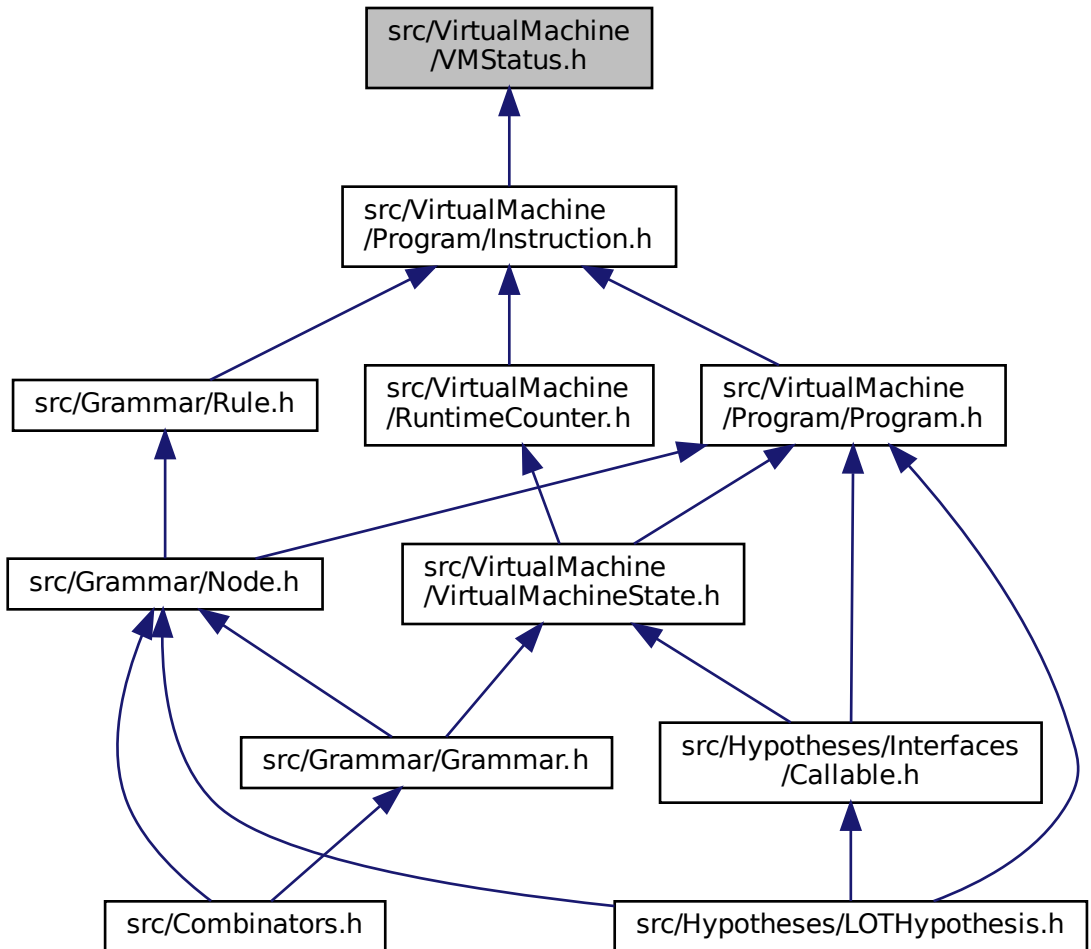 src/VirtualMachine
/VMStatus.h
src/VirtualMachine
/Program/Instruction.h
src/Grammar/Rule.h
src/VirtualMachine
/RuntimeCounter.h
src/VirtualMachine
/Program/Program.h
src/Grammar/Node.h
src/VirtualMachine
/VirtualMachineState.h
src/Grammar/Grammar.h
src/Hypotheses/Interfaces
/Callable.h
src/Combinators.h
src/Hypotheses/LOTHypothesis.h